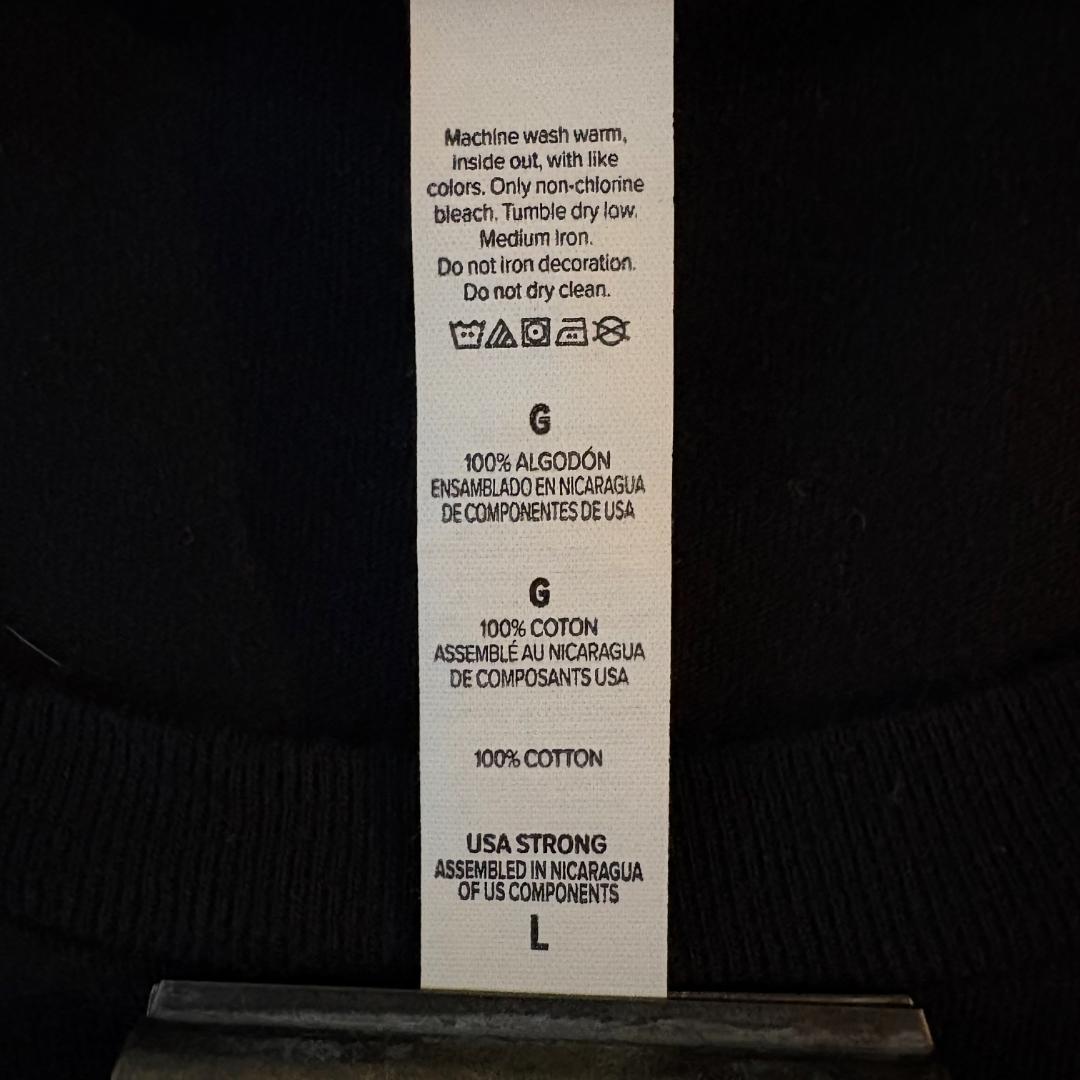 Machine wash warm,
inside out, with like
colors. Only non-chlorine
bleach. Tumble dry low.
Medium iron.
Do not iron decoration.
Do not dry clean.
G
100% ALGODÓN
ENSAMBLADO EN NICARAGUA
DE COMPONENTES DE USA
G
100% COTON
ASSEMBLÉ AU NICARAGUA
DE COMPOSANTS USA
100% COTTON
USA STRONG
ASSEMBLED IN NICARAGUA
OF US COMPONENTS
L